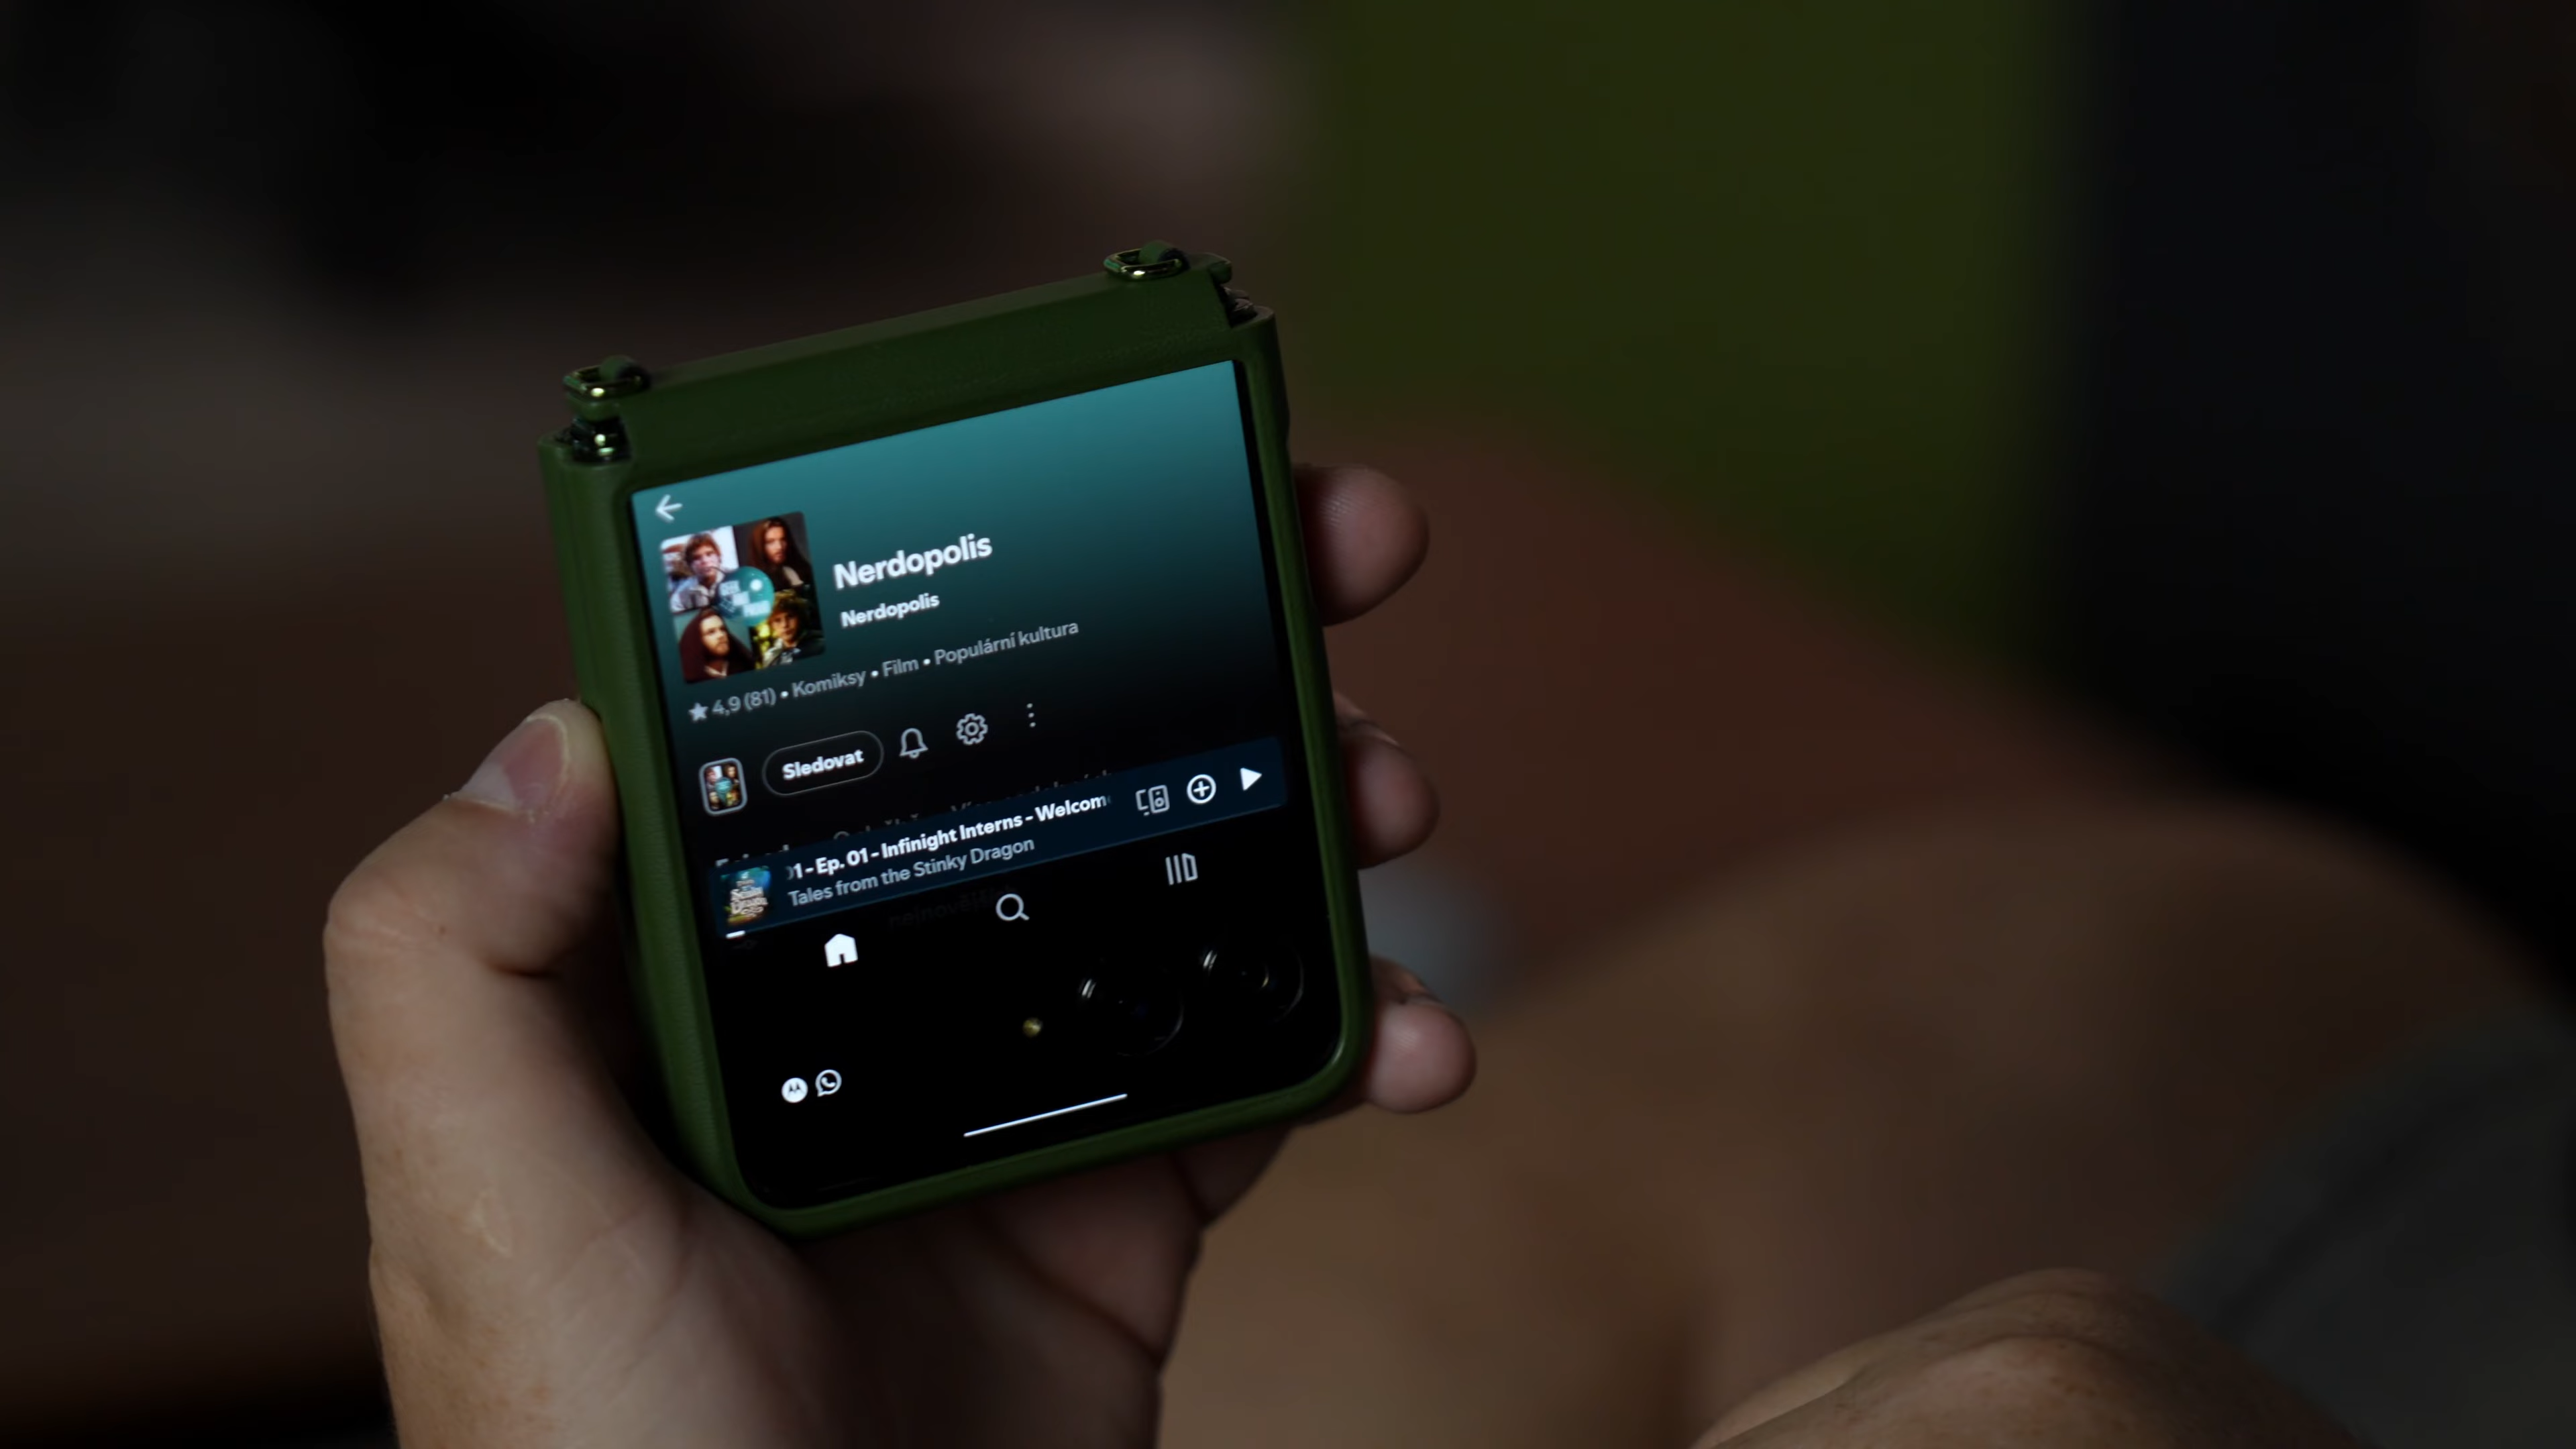 Nerdopolis
Nerdopolis
4,9 (81) • Komiksy • Film • Populární kultura
Sledovat
01 - Ep. 01 - Infinight Interns - Welcom
Tales from the Stinky Dragon
nejnovější